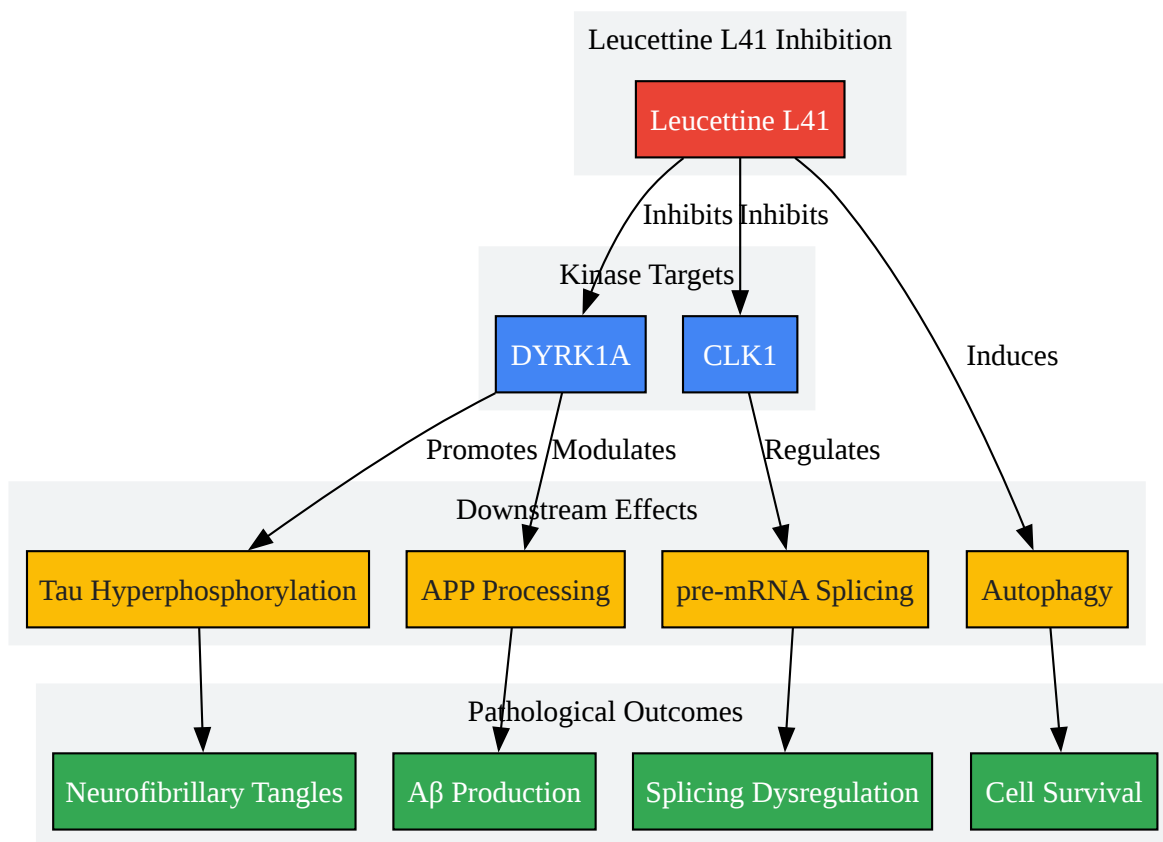 Leucettine L41 Inhibition
Leucettine L41
Inhibits
Inhibits
Kinase Targets
DYRK1A
CLK1
Induces
Promotes
Modulates
Regulates
Downstream Effects
Tau Hyperphosphorylation
APP Processing
pre-mRNA Splicing
Autophagy
Pathological Outcomes
Neurofibrillary Tangles
Aβ Production
Splicing Dysregulation
Cell Survival